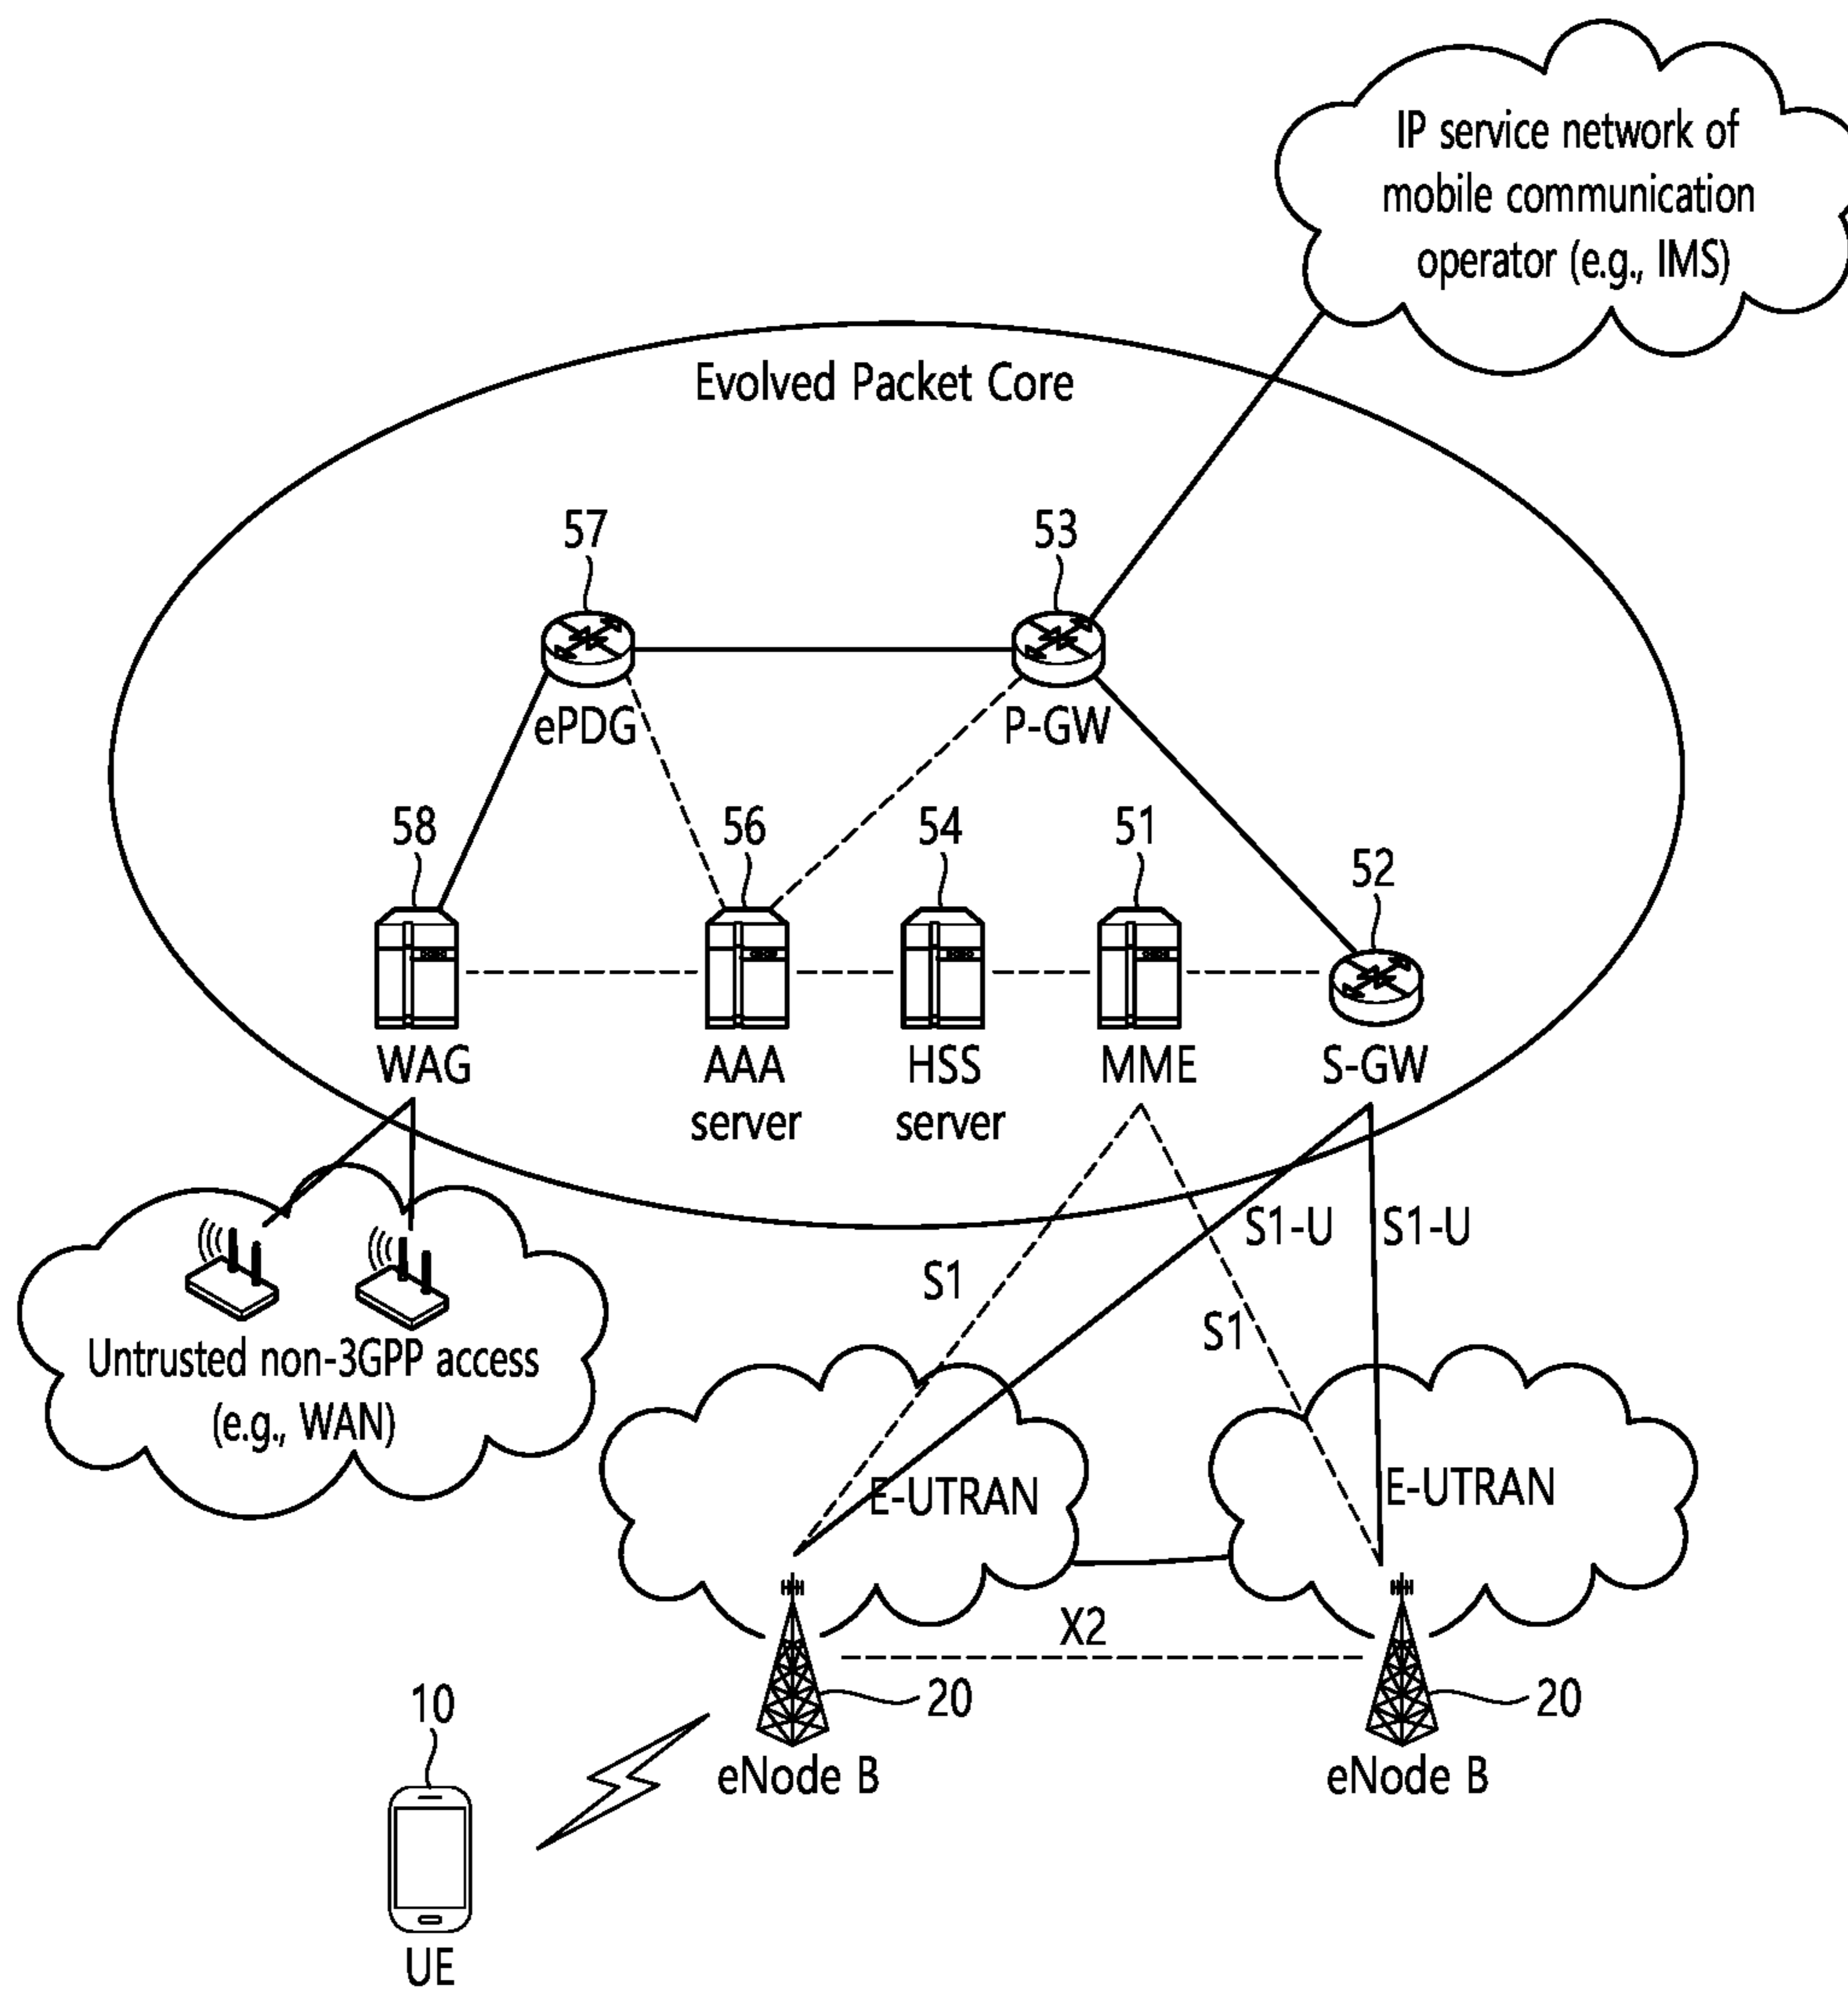 IP service network of
mobile communication
operator (e.g., IMS)
Evolved Packet Core
57
53
ePDG
P-GW
58
56
54
51
52
WAG
AAA
server
HSS
server
MME
S-GW
S1
S1-U
S1-U
S1
Untrusted non-3GPP access
(e.g., WAN)
E-UTRAN
E-UTRAN
X2
10
20
20
eNode B
eNode B
UE